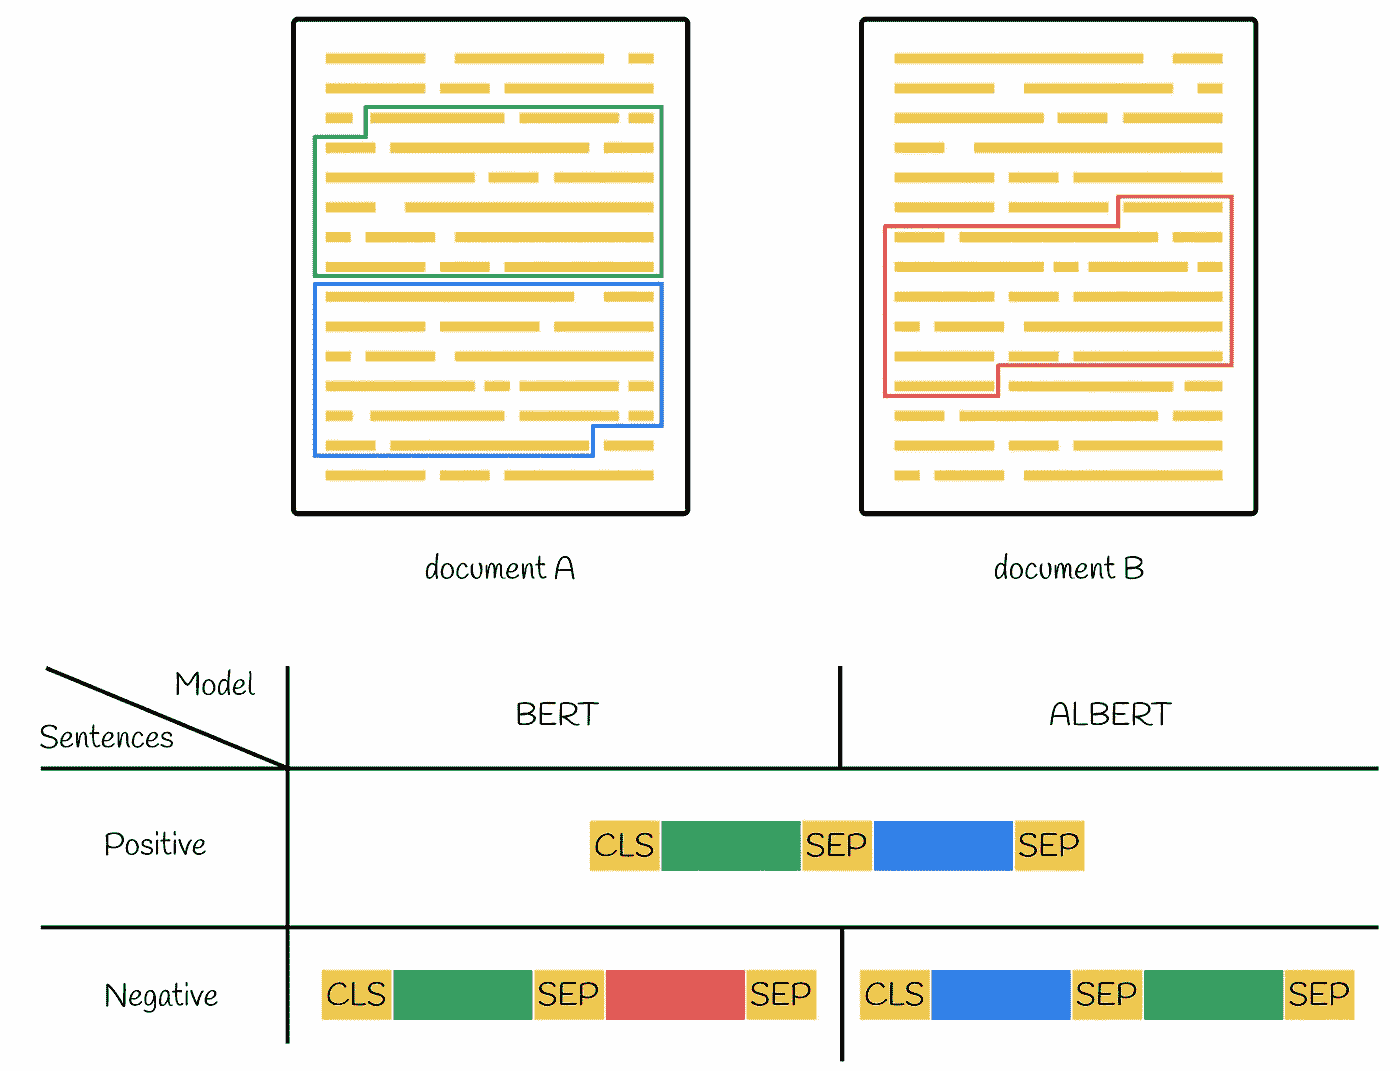 document A
document B
Model
Sentences
BERT
ALBERT
Positive
CLS SEP SEP
Negative
CLS SEP SEP
CLS SEP SEP